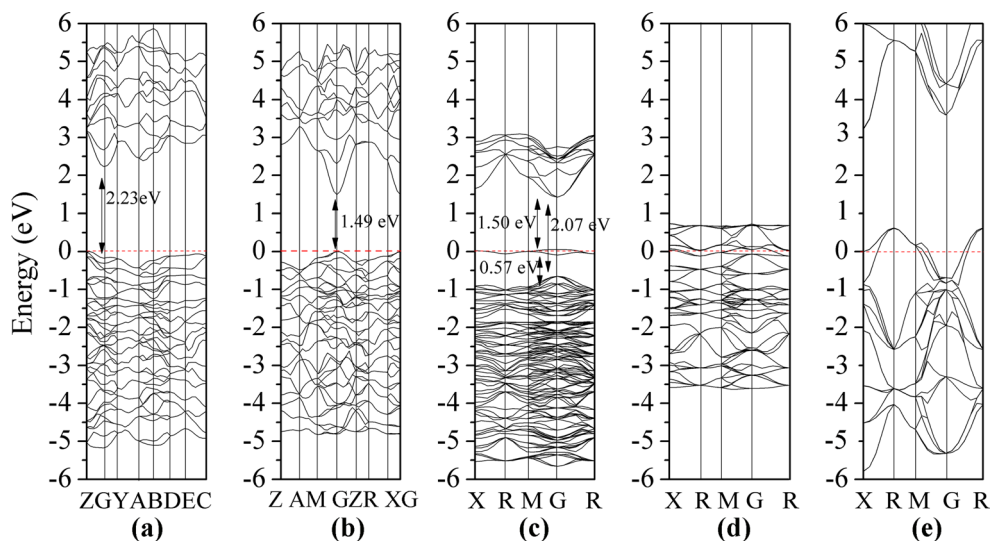 6 6 6 6 6
5 5 5 5 5
4 4 4 4 4
3 3 3 3 3
2 2 2 2 2
2.23eV 1.49 eV 1.50 eV 2.07 eV
1 1 1 1 1
0 0 0 0 0
0.57 eV
-1 -1 -1 -1 -1
-2 -2 -2 -2 -2
-3 -3 -3 -3 -3
-4 -4 -4 -4 -4
-5 -5 -5 -5 -5
-6 -6 -6 -6 -6
Energy (eV)
ZGYABDEC Z AM GZR XG X R M G R X R M G R X R M G R
(a) (b) (c) (d) (e)